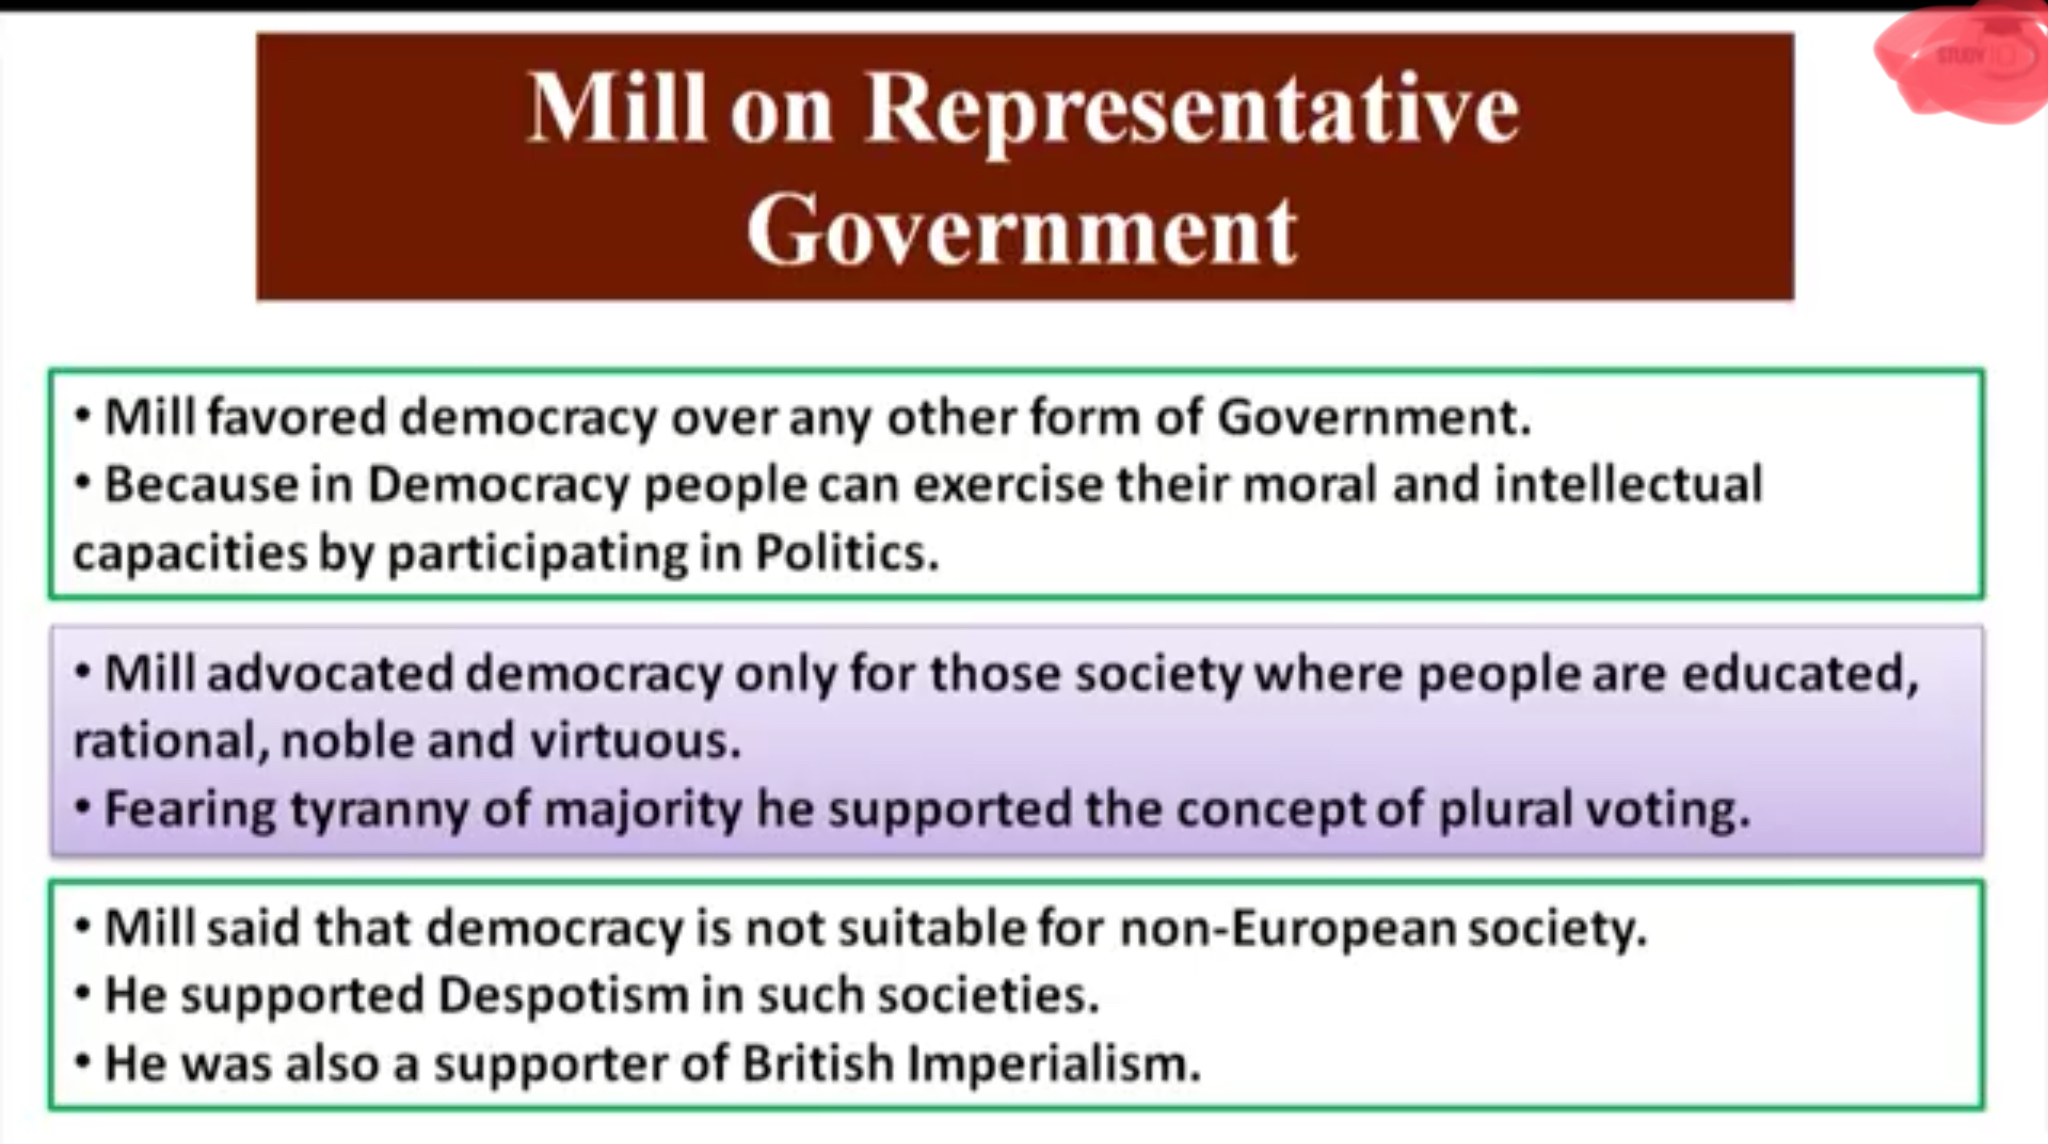 STUDY IQ
Mill on Representative
Government
• Mill favored democracy over any other form of Government.
• Because in Democracy people can exercise their moral and intellectual
capacities by participating in Politics.
• Mill advocated democracy only for those society where people are educated,
rational, noble and virtuous.
• Fearing tyranny of majority he supported the concept of plural voting.
• Mill said that democracy is not suitable for non-European society.
• He supported Despotism in such societies.
• He was also a supporter of British Imperialism.